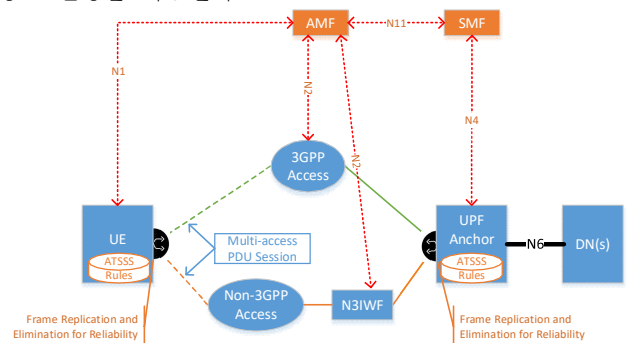 AMF
N11
SMF
N1
N2
N4
3GPP
Access
N2
UE
ATSSS
Rules
Multi-access
PDU Session
UPF
Anchor
ATSSS
Rules
N6
DN(s)
Non-3GPP
Access
N3IWF
Frame Replication and
Elimination for Reliability
Frame Replication and
Elimination for Reliability